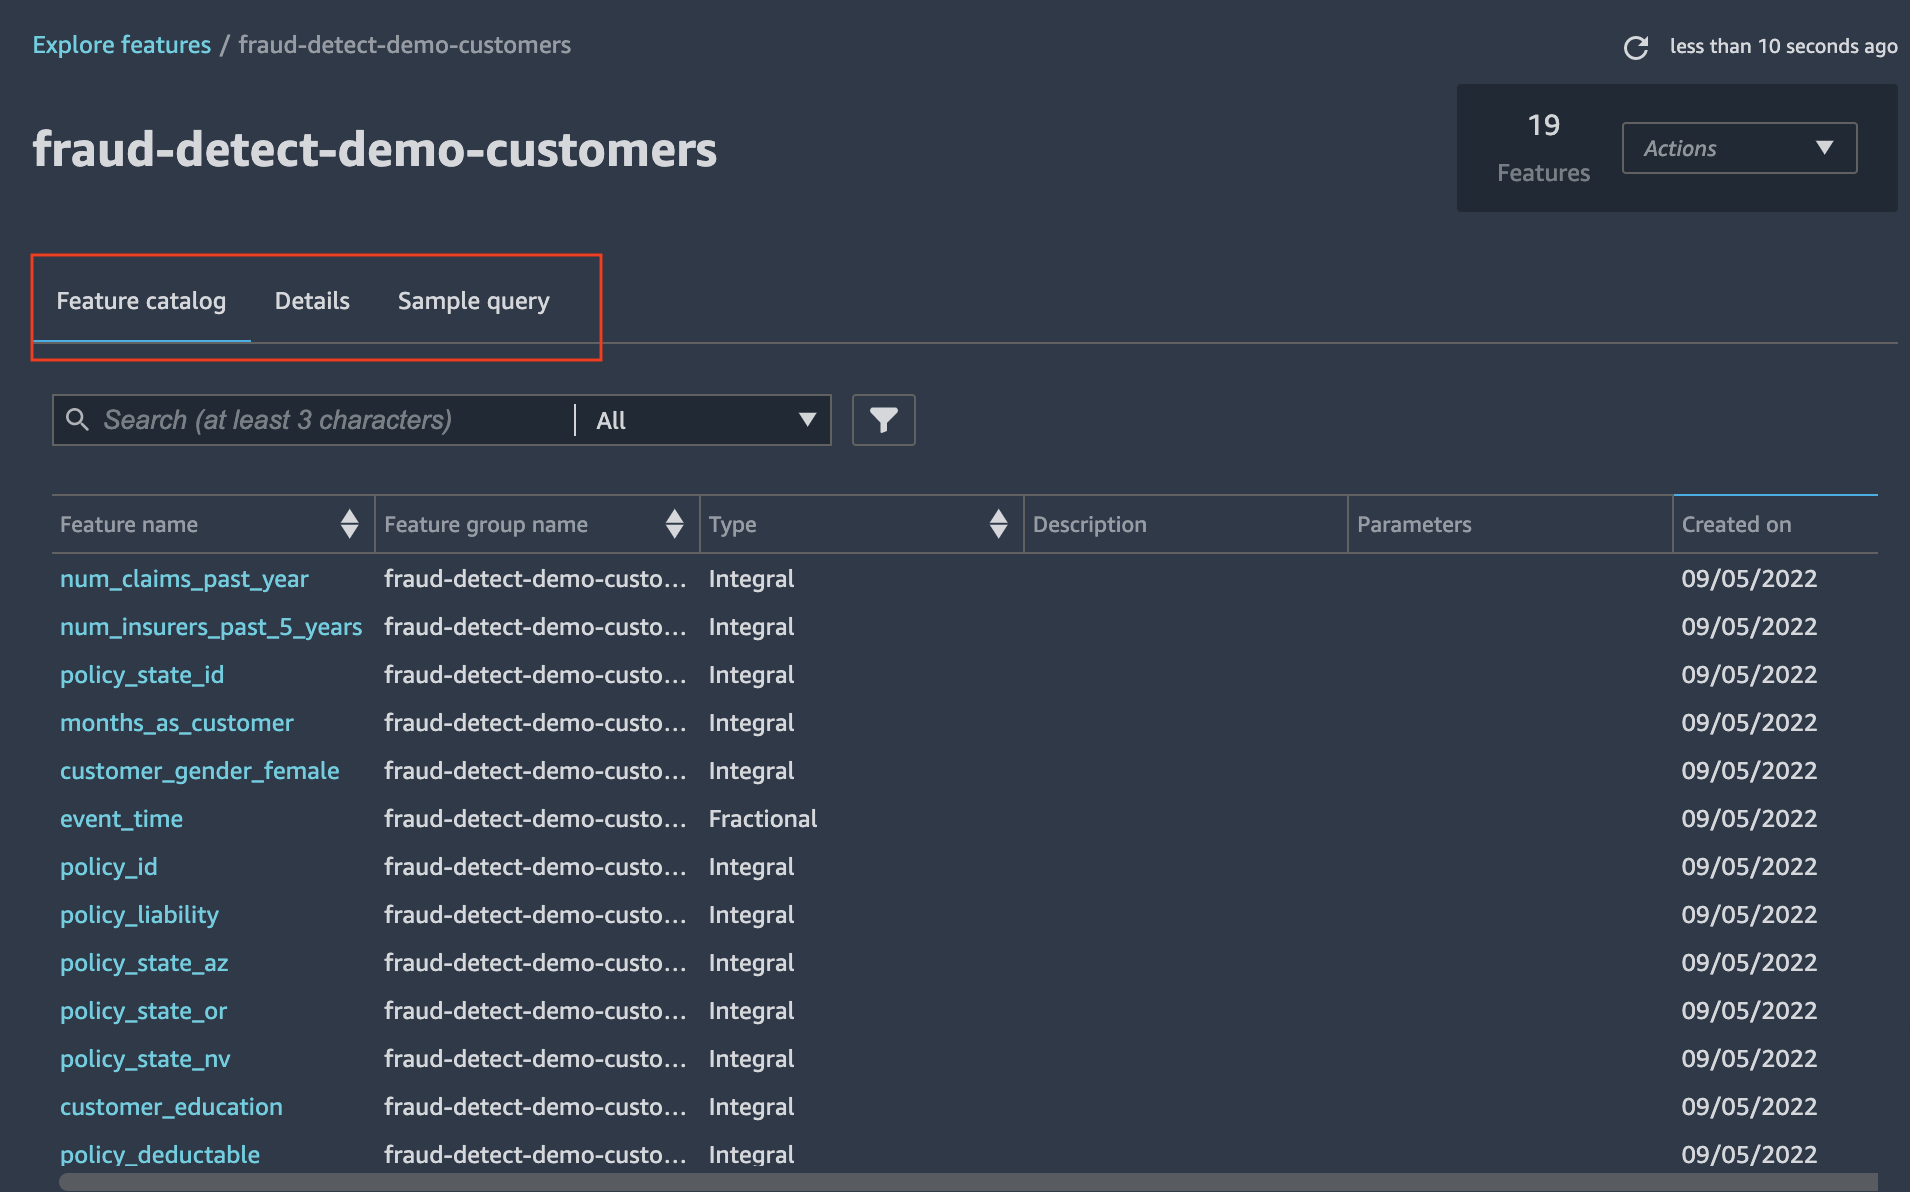 Explore features / fraud-detect-demo-customers
less than 10 seconds ago
fraud-detect-demo-customers
19
Features
Actions
Feature catalog Details Sample query
Search (at least 3 characters) All
Feature name Feature group name Type Description Parameters Created on
num_claims_past_year fraud-detect-demo-custo... Integral 09/05/2022
num_insurers_past_5_years fraud-detect-demo-custo... Integral 09/05/2022
policy_state_id fraud-detect-demo-custo... Integral 09/05/2022
months_as_customer fraud-detect-demo-custo... Integral 09/05/2022
customer_gender_female fraud-detect-demo-custo... Integral 09/05/2022
event_time fraud-detect-demo-custo... Fractional 09/05/2022
policy_id fraud-detect-demo-custo... Integral 09/05/2022
policy_liability fraud-detect-demo-custo... Integral 09/05/2022
policy_state_az fraud-detect-demo-custo... Integral 09/05/2022
policy_state_or fraud-detect-demo-custo... Integral 09/05/2022
policy_state_nv fraud-detect-demo-custo... Integral 09/05/2022
customer_education fraud-detect-demo-custo... Integral 09/05/2022
policy_deductable fraud-detect-demo-custo... Integral 09/05/2022